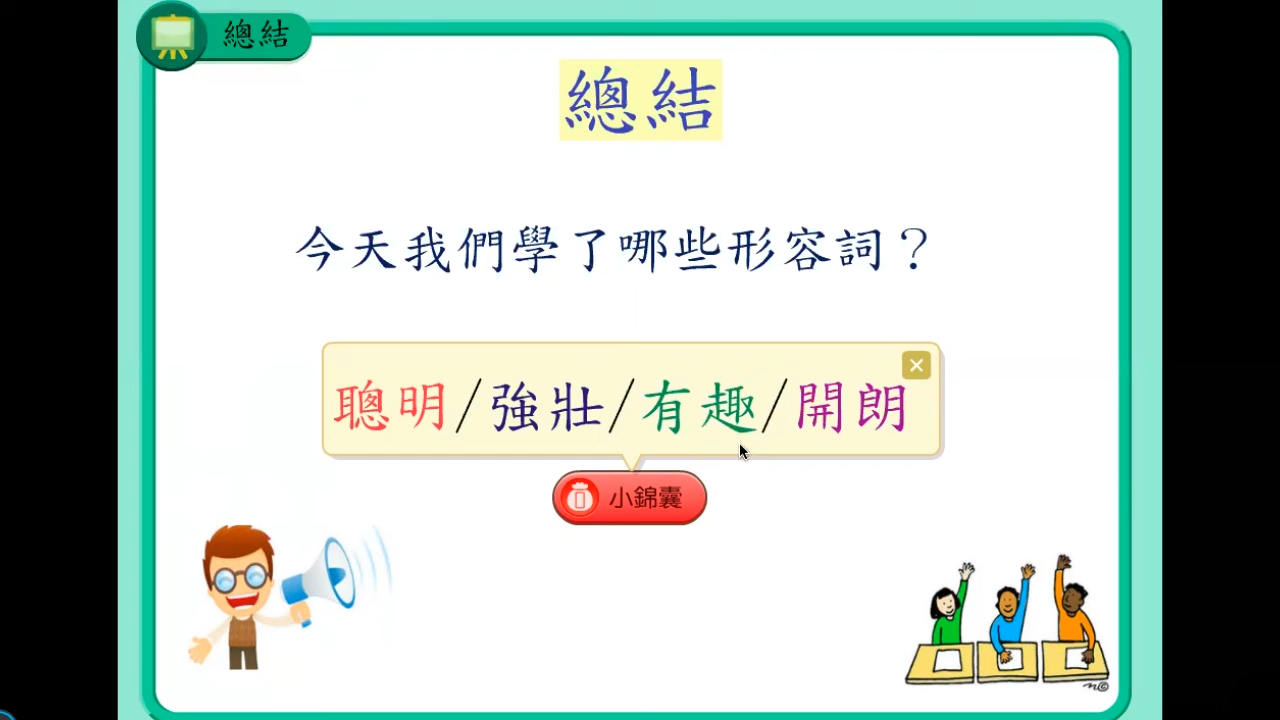 總結
總結
今天我們學了哪些形容詞？
聰明/強壯/有趣/開朗
小錦囊